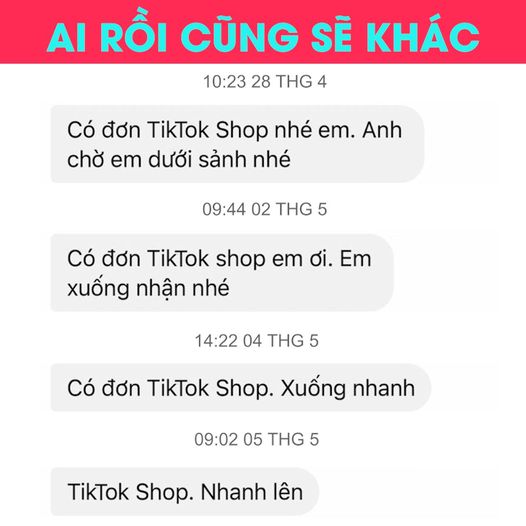 AI RỒI CŨNG SẼ KHÁC
10:23 28 THG 4
Có đơn TikTok Shop nhé em. Anh
chờ em dưới sảnh nhé
09:44 02 THG 5
Có đơn TikTok shop em ơi. Em
xuống nhận nhé
14:22 04 THG 5
Có đơn TikTok Shop. Xuống nhanh
09:02 05 THG 5
TikTok Shop. Nhanh lên